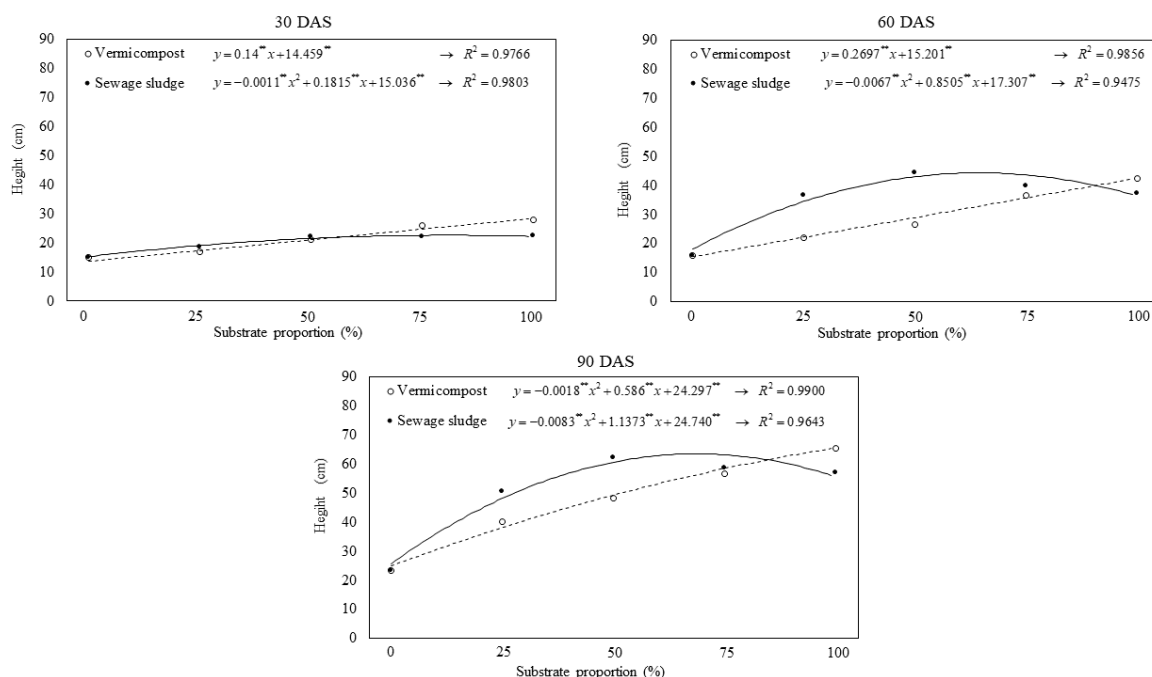 30 DAS
90
80
70
60
50
40
30
20
10
0
Hegiht (cm)
Vermicompost y = 0.14**x+14.459** → R² = 0.9766
Sewage sludge y = −0.0011**x² + 0.1815**x+15.036** → R² = 0.9803
0 25 50 75 100
Substrate proportion (%)
60 DAS
90
80
70
60
50
40
30
20
10
0
Hegiht (cm)
Vermicompost y = 0.2697**x+15.201** → R² = 0.9856
Sewage sludge y = −0.0067**x² + 0.8505**x+17.307** → R² = 0.9475
0 25 50 75 100
Substrate proportion (%)
90 DAS
90
80
70
60
50
40
30
20
10
0
Hegiht (cm)
Vermicompost y = −0.0018**x² + 0.586**x + 24.297** → R² = 0.9900
Sewage sludge y = −0.0083**x² + 1.1373**x + 24.740** → R² = 0.9643
0 25 50 75 100
Substrate proportion (%)